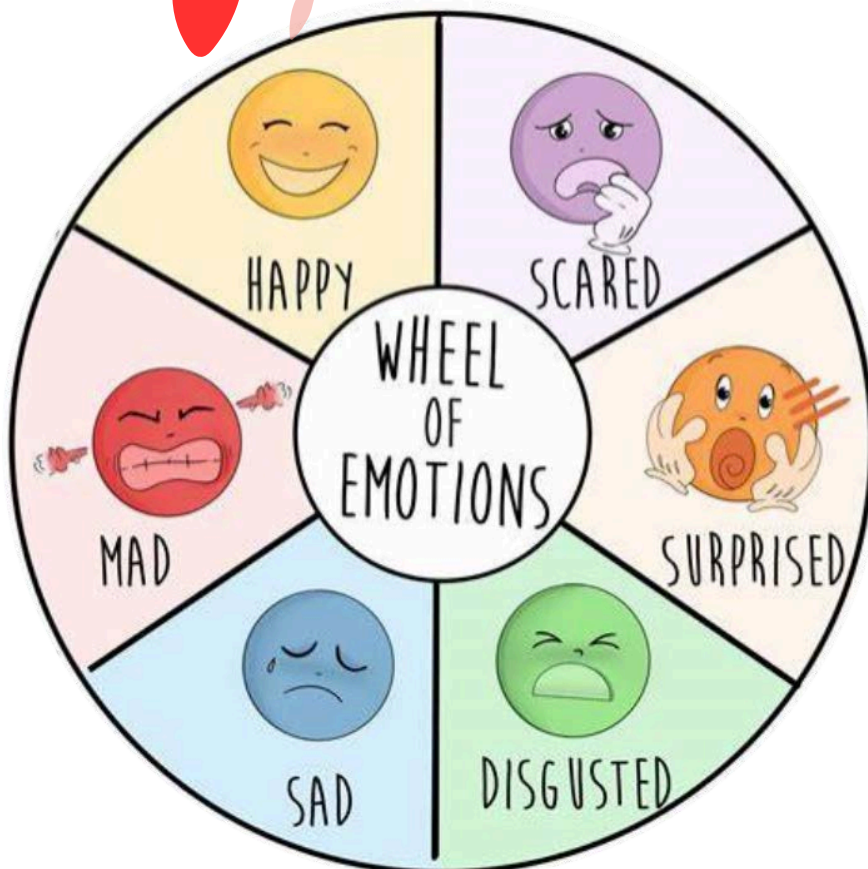 HAPPY
SCARED
WHEEL
OF
EMOTIONS
MAD
SURPRISED
SAD
DISGUSTED